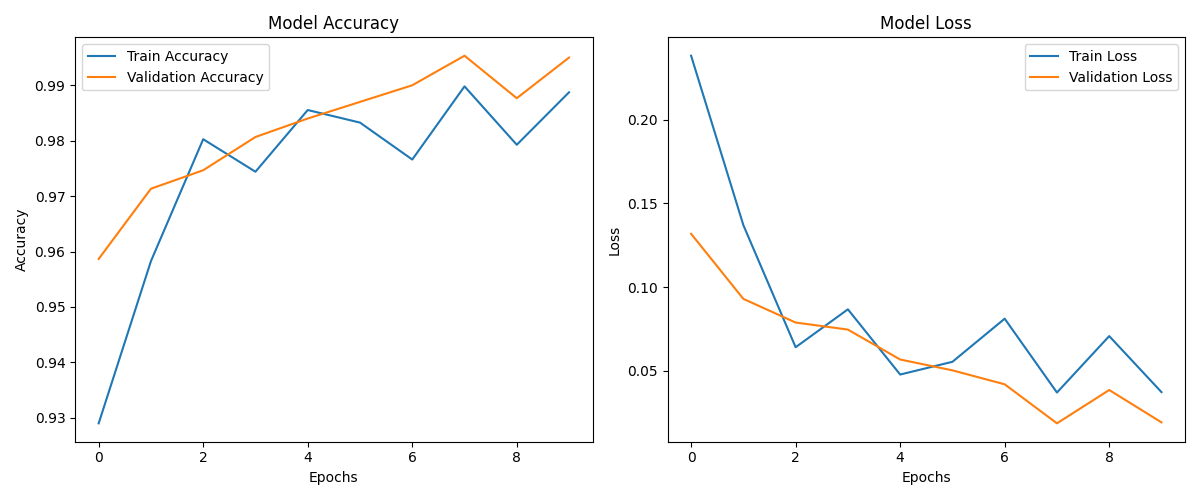 Model Accuracy
Train Accuracy
Validation Accuracy
0.99
0.98
0.97
0.96
0.95
0.94
0.93
Accuracy
0 2 4 6 8
Epochs
Model Loss
Train Loss
Validation Loss
0.20
0.15
0.10
0.05
Loss
0 2 4 6 8
Epochs